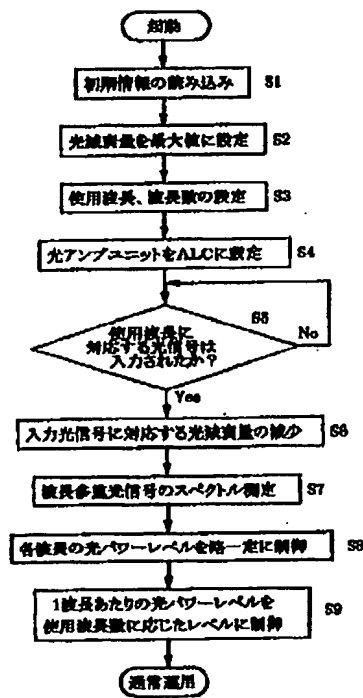 起動
初期情報の読み込み S1
光減衰量を最大値に設定 S2
使用波長、波長数の設定 S3
光アンプユニットをALCに設定 S4
使用波長に
対応する光信号は
入力されたか?
S5
No
Yes
入力光信号に対応する光減衰量の減少 S6
波長多重光信号のスペクトル測定 S7
各波長の光パワーレベルを略一定に制御 S8
1波長あたりの光パワーレベルを
使用波長数に応じたレベルに制御
S9
通常運用